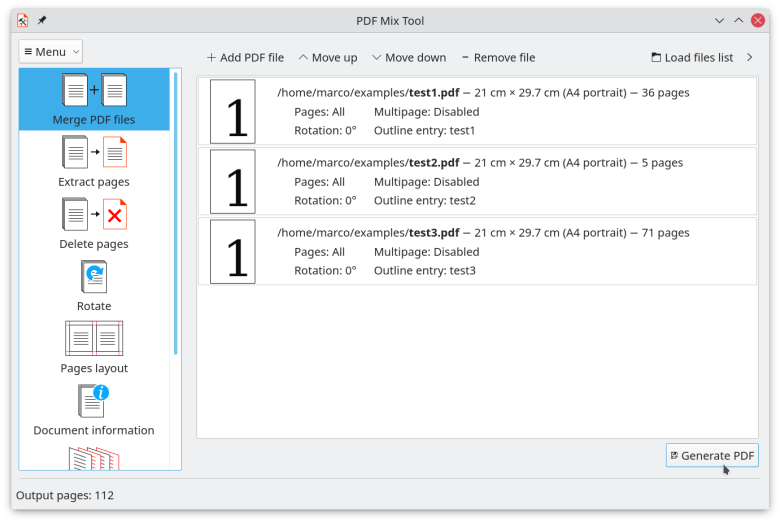 PDF Mix Tool
Menu
Add PDF file Move up Move down Remove file Load files list
Merge PDF files
Extract pages
Delete pages
Rotate
Pages layout
Document information
1 /home/marco/examples/test1.pdf — 21 cm × 29.7 cm (A4 portrait) — 36 pages
Pages: All Multipage: Disabled
Rotation: 0° Outline entry: test1
1 /home/marco/examples/test2.pdf — 21 cm × 29.7 cm (A4 portrait) — 5 pages
Pages: All Multipage: Disabled
Rotation: 0° Outline entry: test2
1 /home/marco/examples/test3.pdf — 21 cm × 29.7 cm (A4 portrait) — 71 pages
Pages: All Multipage: Disabled
Rotation: 0° Outline entry: test3
Generate PDF
Output pages: 112